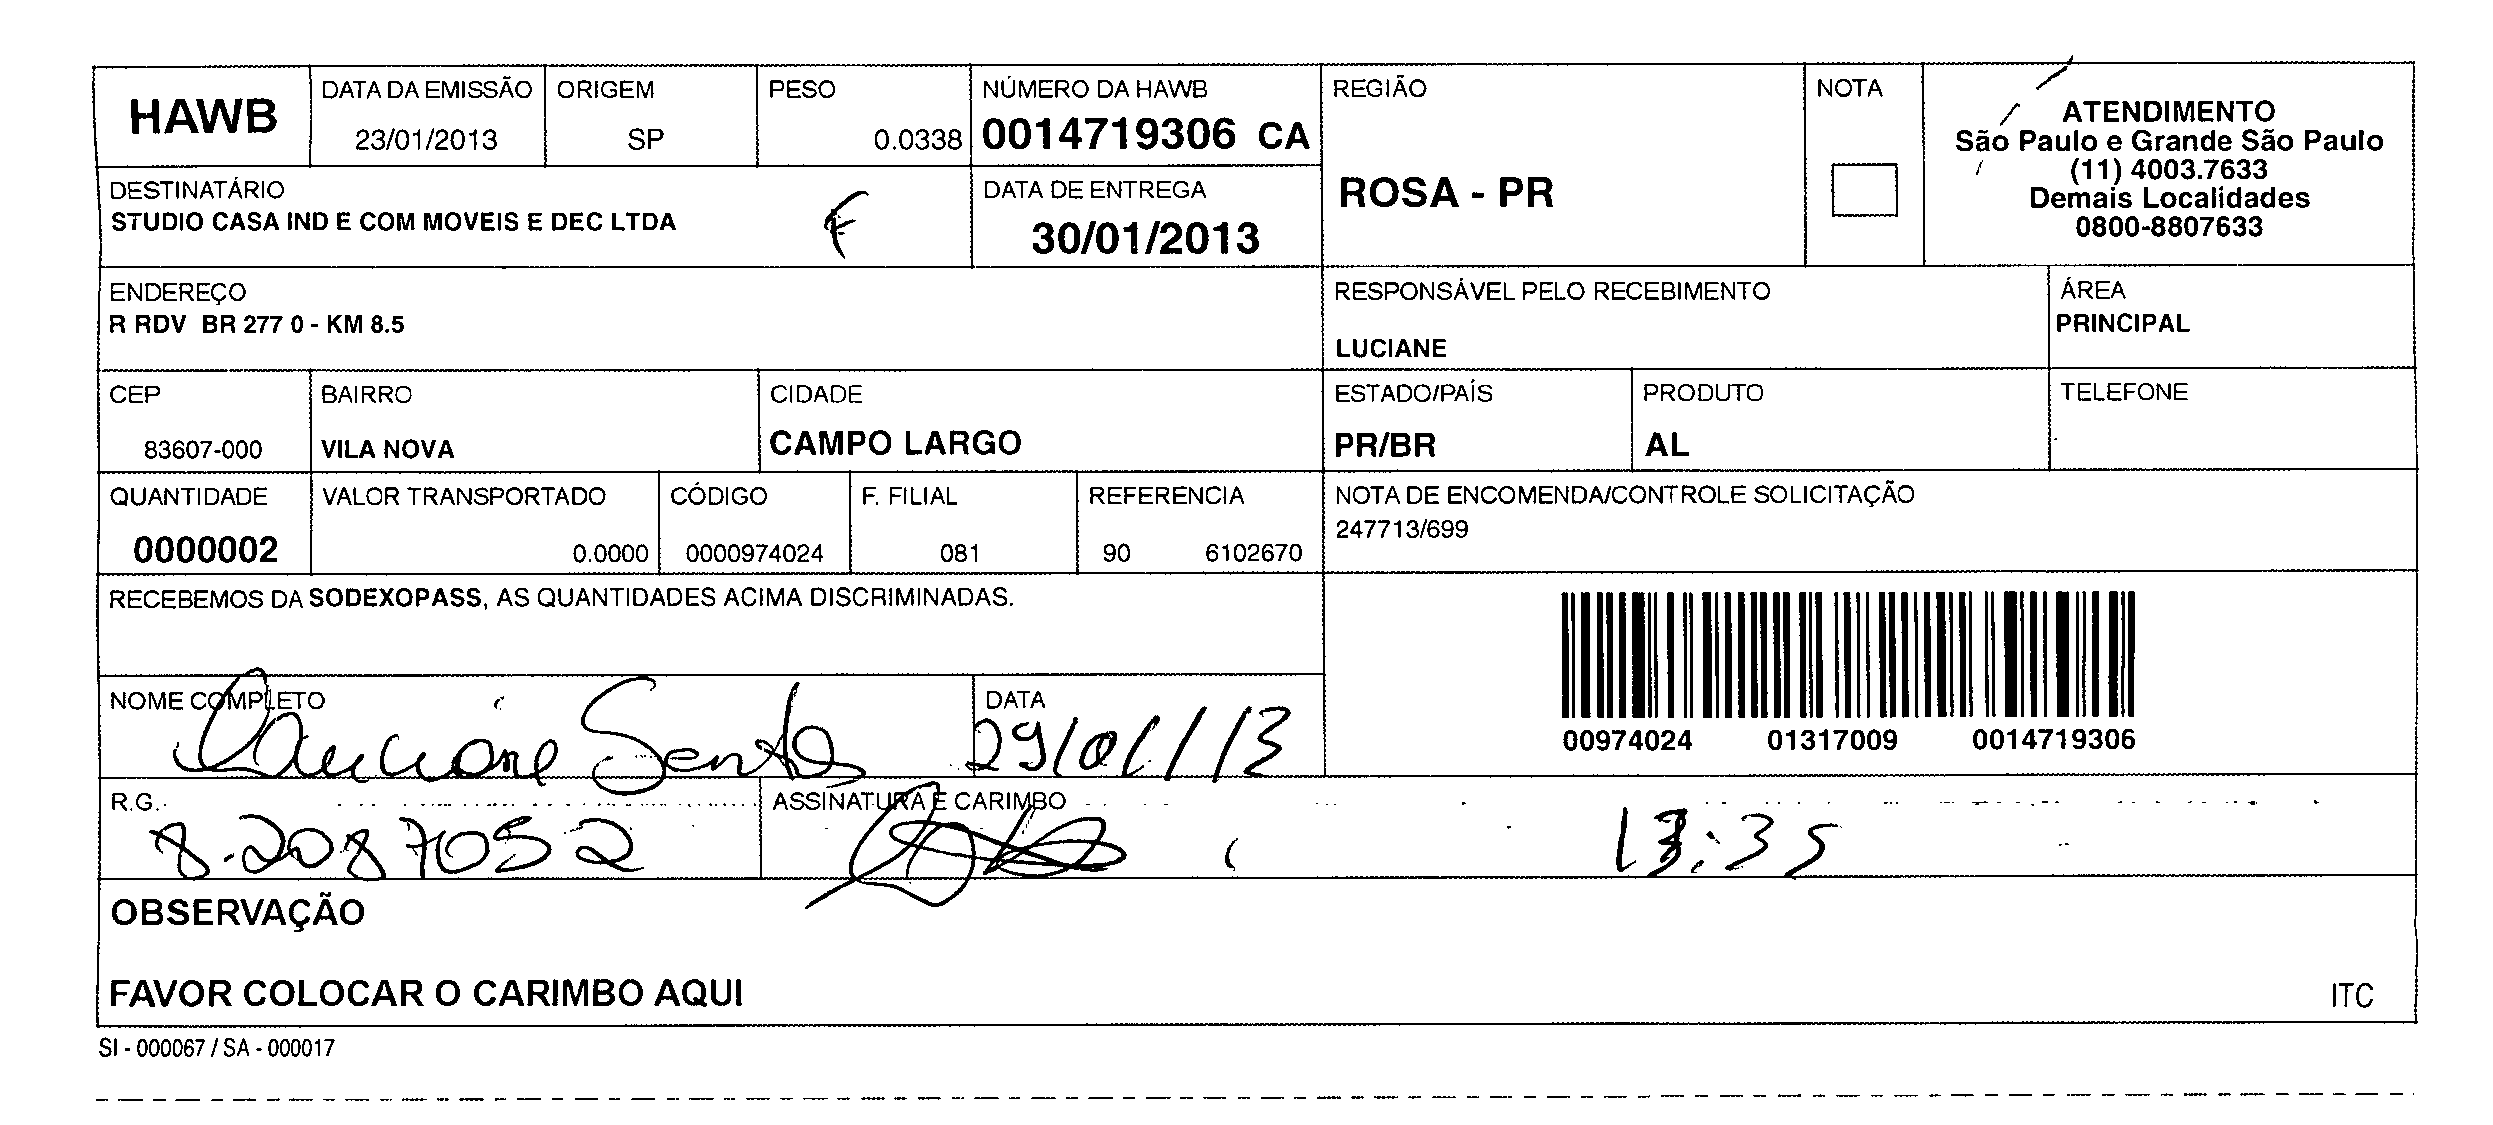 HAWB
DATA DA EMISSÃO
23/01/2013
ORIGEM
SP
PESO
0.0338
NÚMERO DA HAWB
0014719306 CA
REGIÃO
ROSA - PR
NOTA
ATENDIMENTO
São Paulo e Grande São Paulo
(11) 4003.7633
Demais Localidades
0800-8807633
DESTINATÁRIO
STUDIO CASA IND E COM MOVEIS E DEC LTDA
DATA DE ENTREGA
30/01/2013
ENDEREÇO
R RDV BR 277 0 - KM 8.5
RESPONSÁVEL PELO RECEBIMENTO
LUCIANE
ÁREA
PRINCIPAL
CEP
83607-000
BAIRRO
VILA NOVA
CIDADE
CAMPO LARGO
ESTADO/PAÍS
PR/BR
PRODUTO
AL
TELEFONE
QUANTIDADE
0000002
VALOR TRANSPORTADO
0.0000
CÓDIGO
0000974024
F. FILIAL
081
REFERENCIA
90 6102670
NOTA DE ENCOMENDA/CONTROLE SOLICITAÇÃO
247713/699
RECEBEMOS DA SODEXOPASS, AS QUANTIDADES ACIMA DISCRIMINADAS.
00974024 01317009 0014719306
NOME COMPLETO
DATA
29/01/13
R.G.
8.2087052
ASSINATURA E CARIMBO
13:35
OBSERVAÇÃO
FAVOR COLOCAR O CARIMBO AQUI
ITC
SI - 000067 / SA - 000017